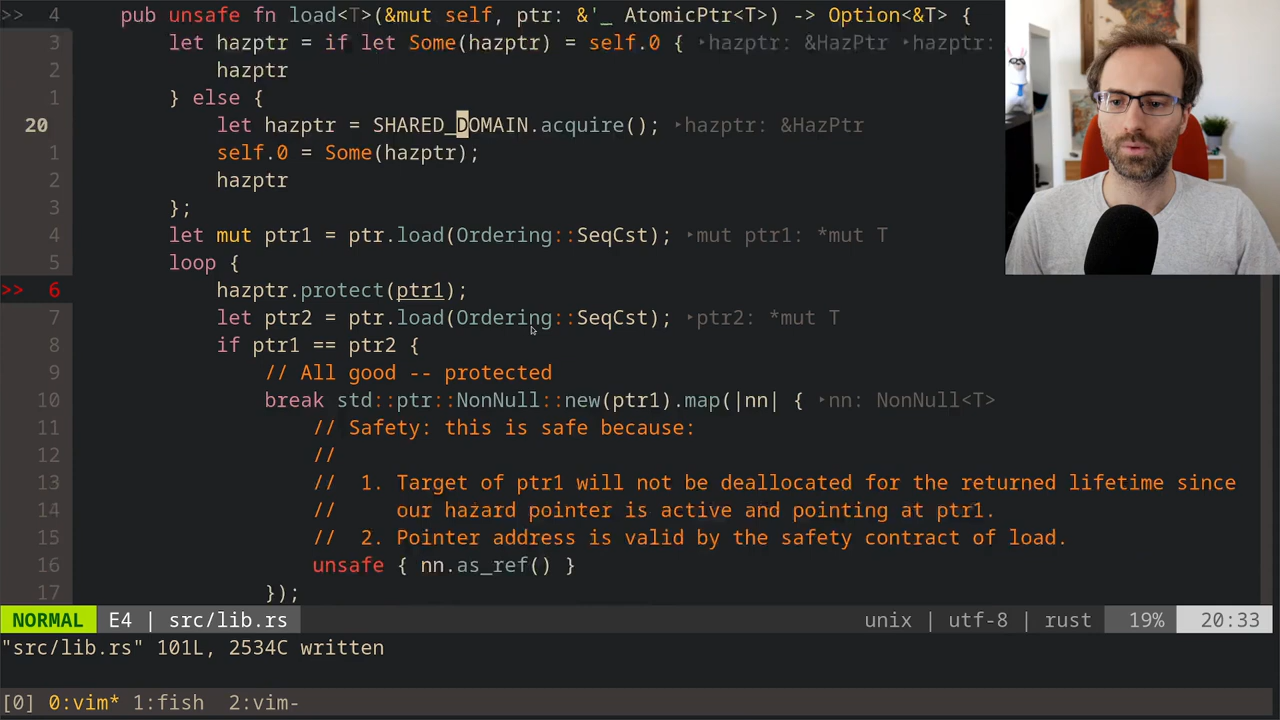 >> 4 pub unsafe fn load<T>(&mut self, ptr: &'_ AtomicPtr<T>) -> Option<&T> {
3 let hazptr = if let Some(hazptr) = self.0 { ▸hazptr: &HazPtr ▸hazptr:
2 hazptr
1 } else {
20 let hazptr = SHARED_DOMAIN.acquire(); ▸hazptr: &HazPtr
1 self.0 = Some(hazptr);
2 hazptr
3 };
4 let mut ptr1 = ptr.load(Ordering::SeqCst); ▸mut ptr1: *mut T
5 loop {
>> 6 hazptr.protect(ptr1);
7 let ptr2 = ptr.load(Ordering::SeqCst); ▸ptr2: *mut T
8 if ptr1 == ptr2 {
9 // All good -- protected
10 break std::ptr::NonNull::new(ptr1).map(|nn| { ▸nn: NonNull<T>
11 // Safety: this is safe because:
12 //
13 // 1. Target of ptr1 will not be deallocated for the returned lifetime since
14 // our hazard pointer is active and pointing at ptr1.
15 // 2. Pointer address is valid by the safety contract of load.
16 unsafe { nn.as_ref() }
17 });
NORMAL E4 | src/lib.rs unix | utf-8 | rust 19% 20:33
"src/lib.rs" 101L, 2534C written
[0] 0:vim* 1:fish 2:vim-